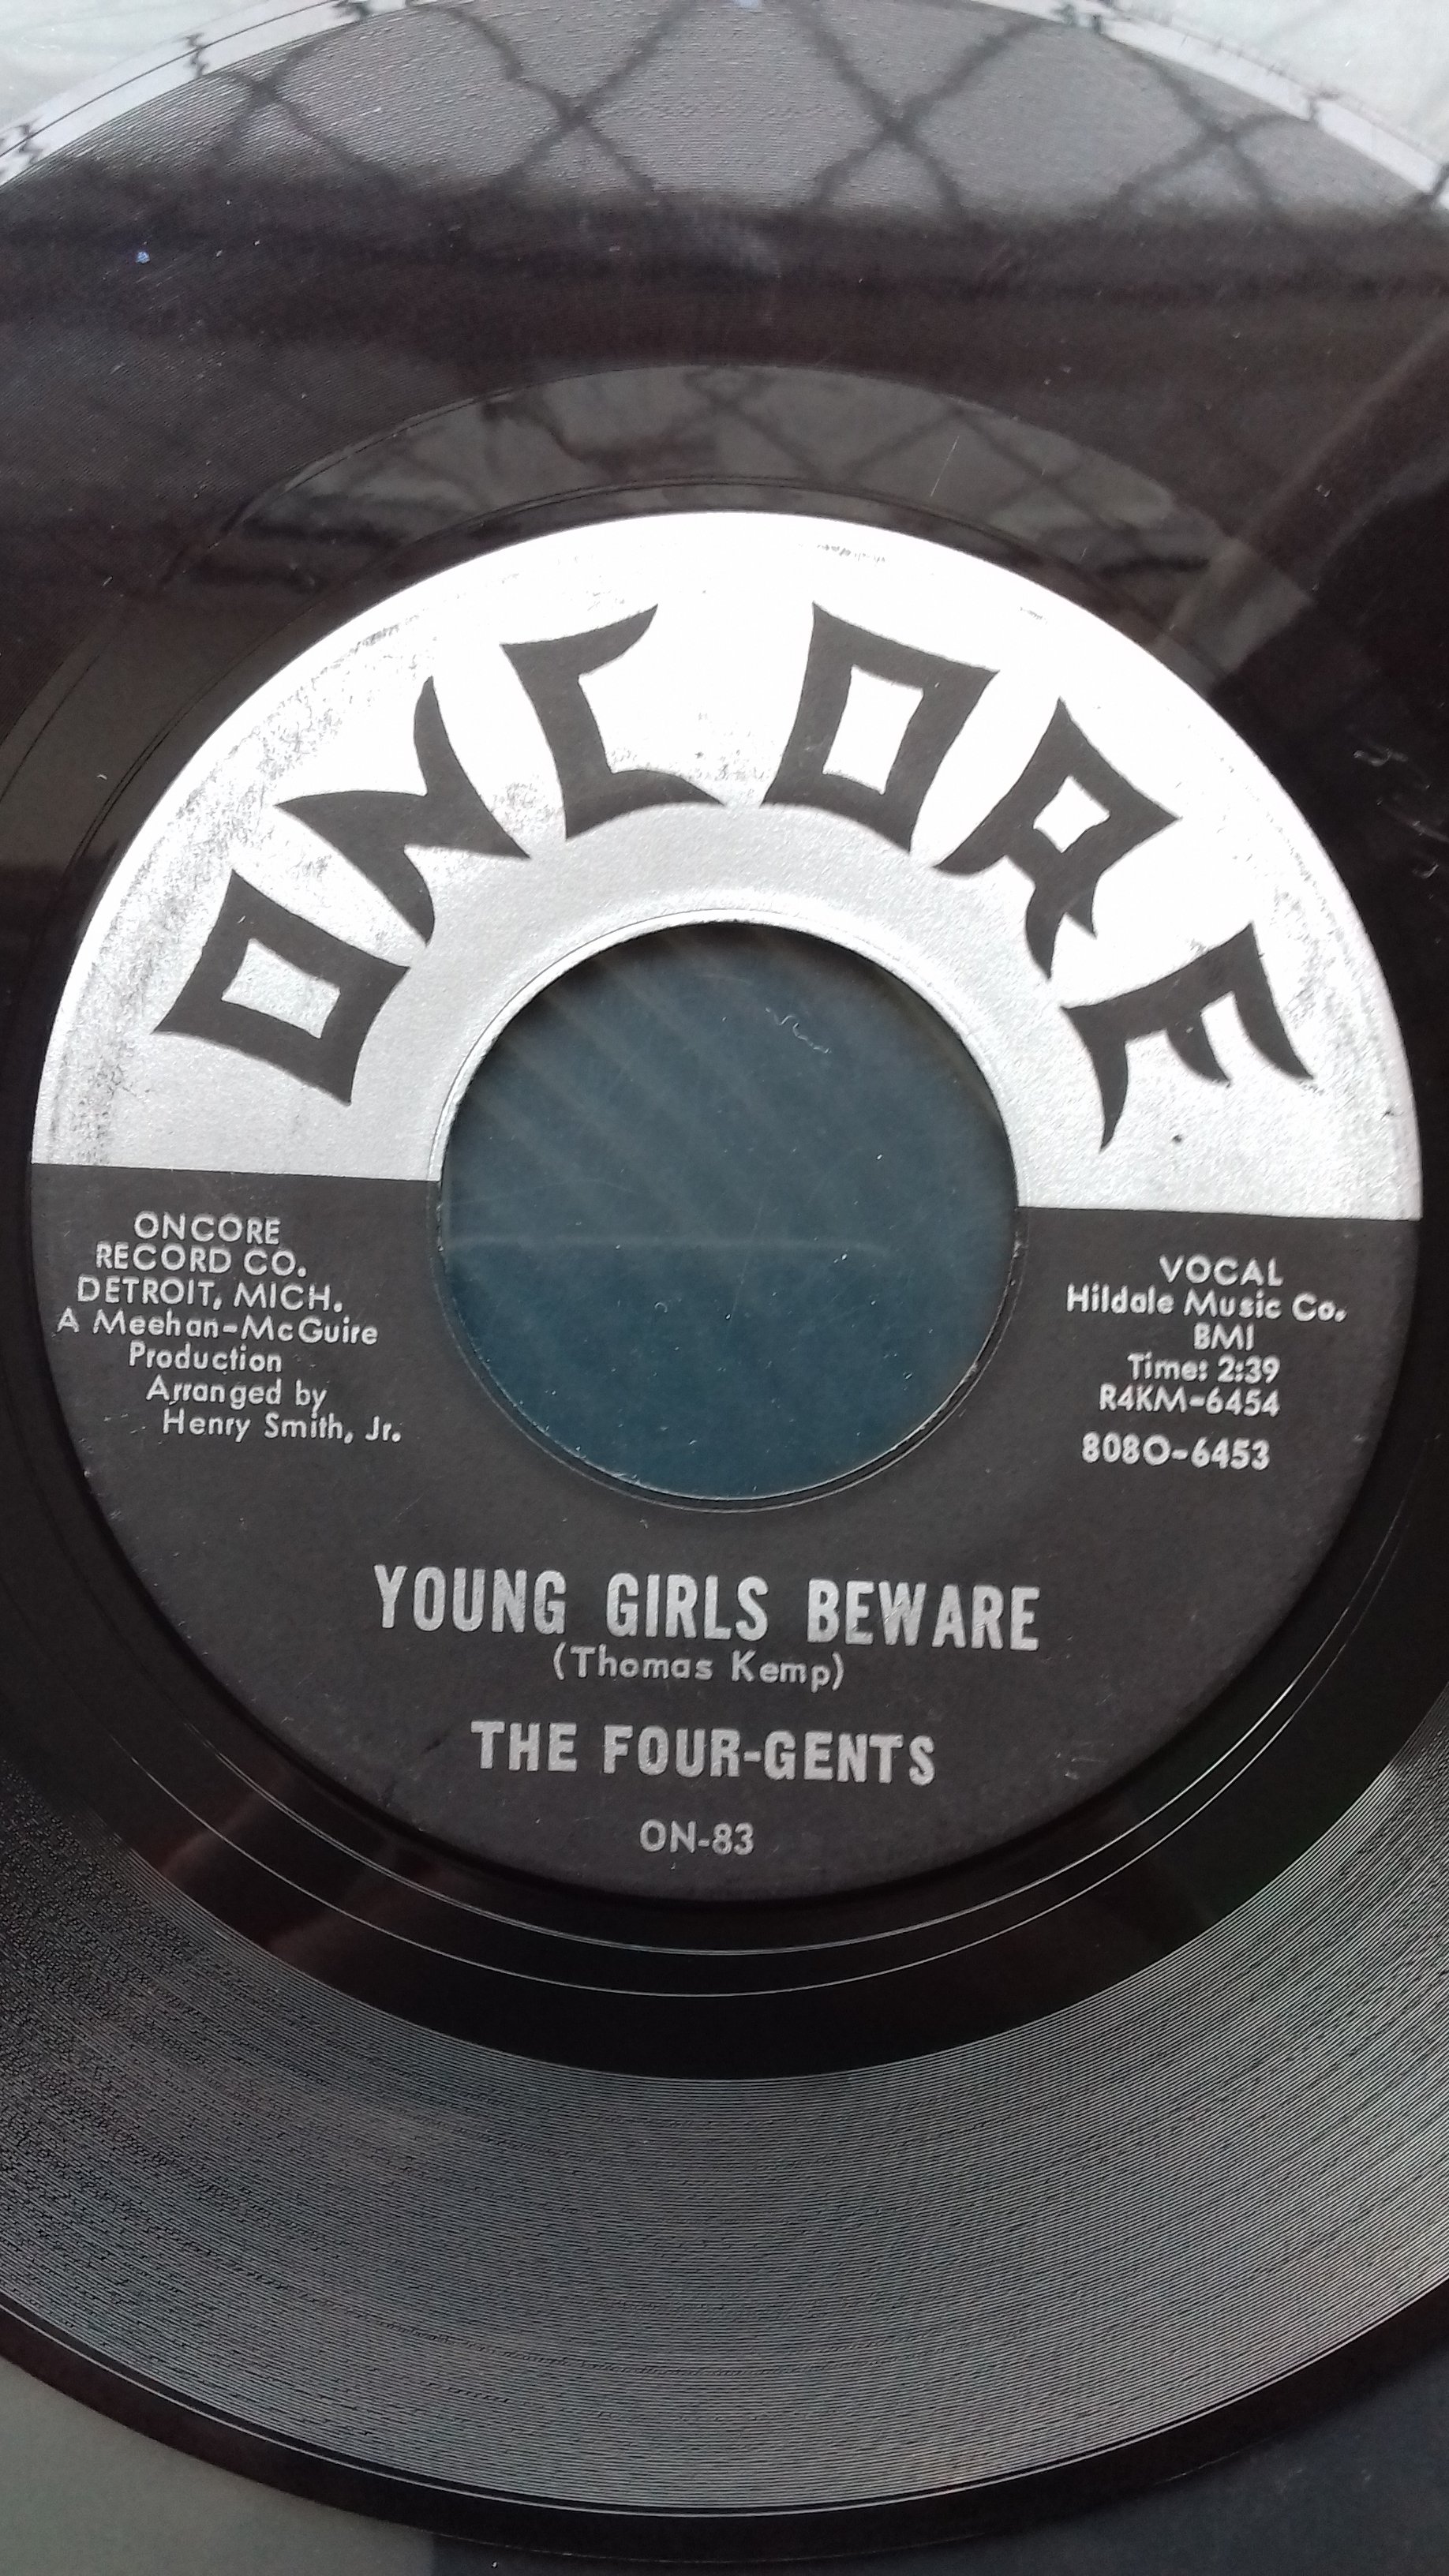 ONCORE
ONCORE
RECORD CO.
DETROIT, MICH.
A Meehan-McGuire
Production
Arranged by
Henry Smith, Jr.
VOCAL
Hildale Music Co.
BMI
Time: 2:39
R4KM-6454
808O-6453
YOUNG GIRLS BEWARE
(Thomas Kemp)
THE FOUR-GENTS
ON-83